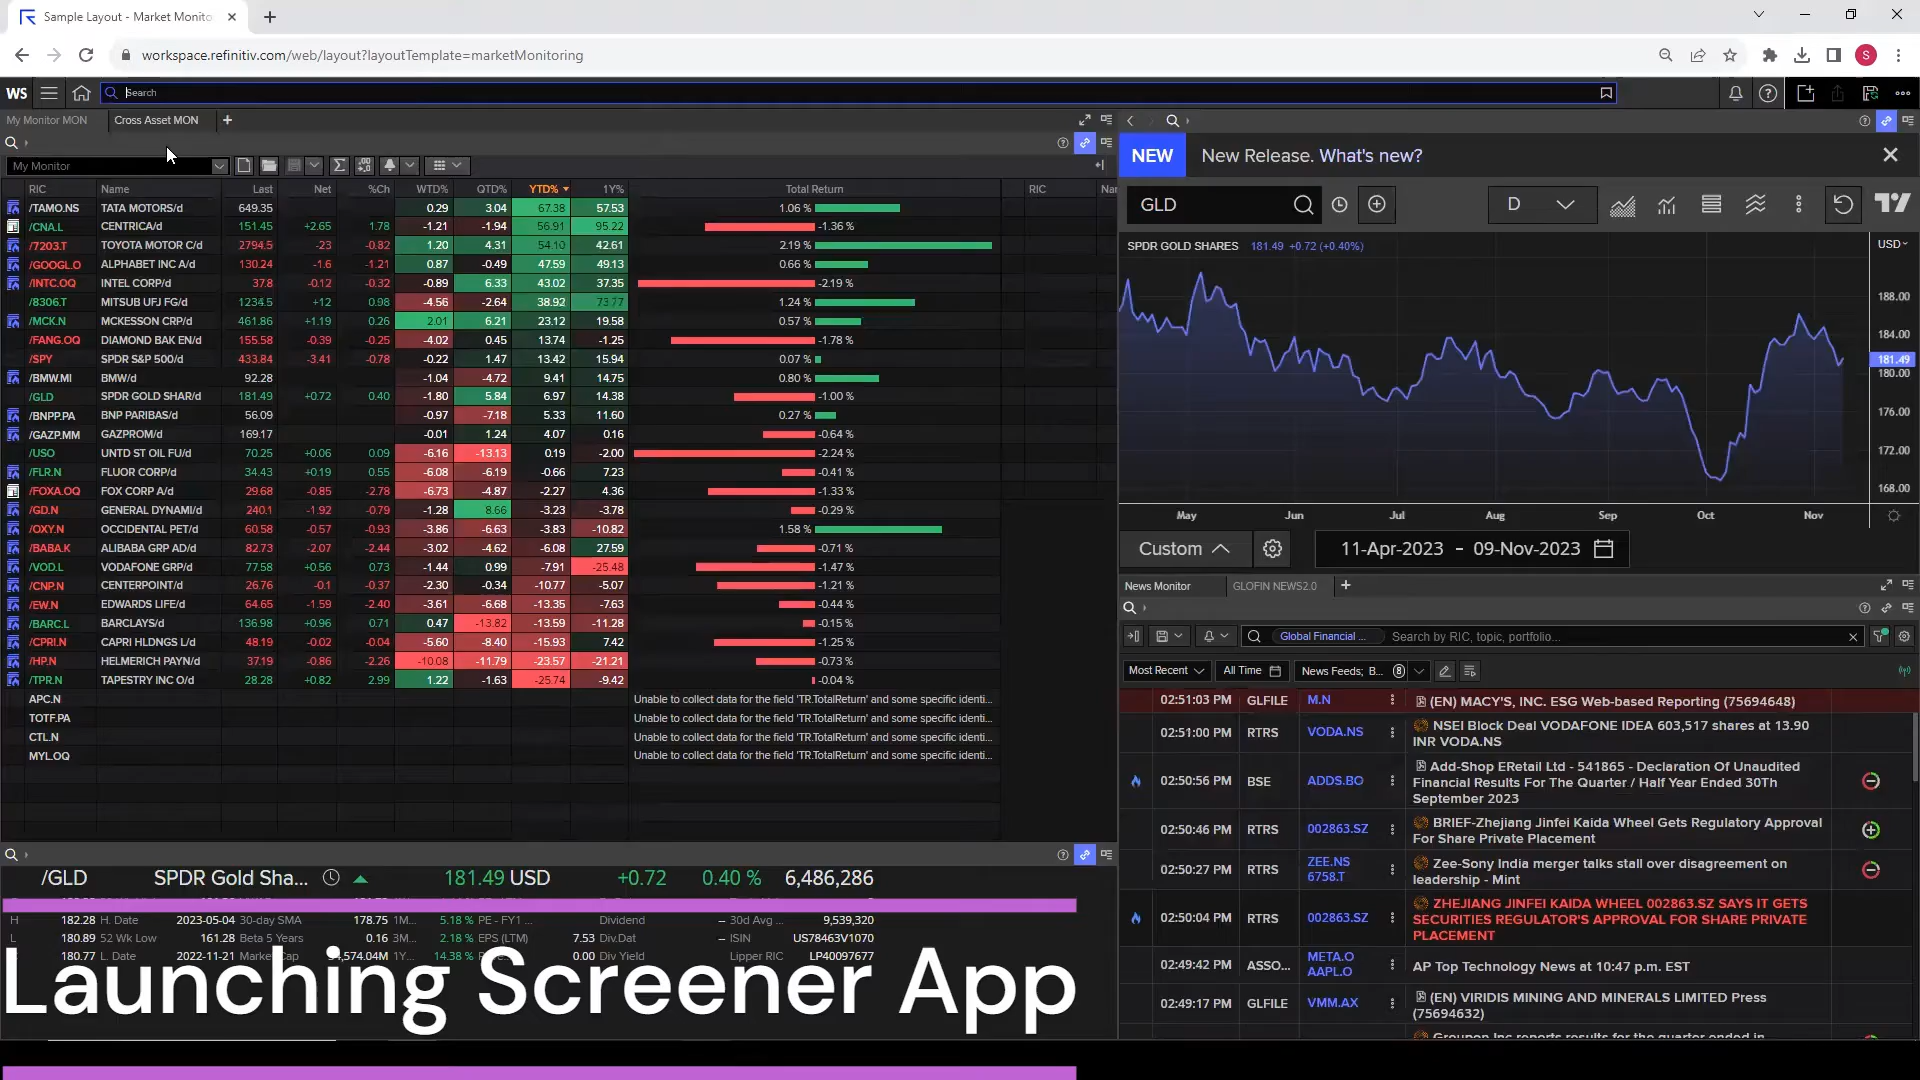 Sample Layout - Market Monito
workspace.refinitiv.com/web/layout?layoutTemplate=marketMonitoring
WS Search
My Monitor MON Cross Asset MON
My Monitor
RIC Name Last Net %Ch WTD% QTD% YTD% 1Y% Total Return RIC Nar
/TAMO.NS TATA MOTORS/d 649.35 0.29 3.04 67.38 57.53 1.06 %
/CNA.L CENTRICA/d 151.45 +2.65 1.78 -1.21 -1.94 56.91 95.22 -1.36 %
/7203.T TOYOTA MOTOR C/d 2794.5 -23 -0.82 1.20 4.31 54.10 42.61 2.19 %
/GOOGL.O ALPHABET INC A/d 130.24 -1.6 -1.21 0.87 -0.49 47.59 49.13 0.66 %
/INTC.OQ INTEL CORP/d 37.8 -0.12 -0.32 -0.89 6.33 43.02 37.35 -2.19 %
/8306.T MITSUB UFJ FG/d 1234.5 +12 0.98 -4.56 -2.64 38.92 73.77 1.24 %
/MCK.N MCKESSON CRP/d 461.86 +1.19 0.26 2.01 6.21 23.12 19.58 0.57 %
/FANG.OQ DIAMOND BAK EN/d 155.58 -0.39 -0.25 -4.02 0.45 13.74 -1.25 -1.78 %
/SPY SPDR S&P 500/d 433.84 -3.41 -0.78 -0.22 1.47 13.42 15.94 0.07 %
/BMW.MI BMW/d 92.28 -1.04 -4.72 9.41 14.75 0.80 %
/GLD SPDR GOLD SHAR/d 181.49 +0.72 0.40 -1.80 5.84 6.97 14.38 -1.00 %
/BNPP.PA BNP PARIBAS/d 56.09 -0.97 -7.18 5.33 11.60 0.27 %
/GAZP.MM GAZPROM/d 169.17 -0.01 1.24 4.07 0.16 -0.64 %
/USO UNTD ST OIL FU/d 70.25 +0.06 0.09 -6.16 -13.13 0.19 -2.00 -2.24 %
/FLR.N FLUOR CORP/d 34.43 +0.19 0.55 -6.08 -6.19 -0.66 7.23 -0.41 %
/FOXA.OQ FOX CORP A/d 29.68 -0.85 -2.78 -6.73 -4.87 -2.27 4.36 -1.33 %
/GD.N GENERAL DYNAMI/d 240.1 -1.92 -0.79 -1.28 8.66 -3.23 -3.78 -0.29 %
/OXY.N OCCIDENTAL PET/d 60.58 -0.57 -0.93 -3.86 -6.63 -3.83 -10.82 1.58 %
/BABA.K ALIBABA GRP AD/d 82.73 -2.07 -2.44 -3.02 -4.62 -6.08 27.59 -0.71 %
/VOD.L VODAFONE GRP/d 77.58 +0.56 0.73 -1.44 0.99 -7.91 -25.48 -1.47 %
/CNP.N CENTERPOINT/d 26.76 -0.1 -0.37 -2.30 -0.34 -10.77 -5.07 -1.21 %
/EW.N EDWARDS LIFE/d 64.65 -1.59 -2.40 -3.61 -6.68 -13.35 -7.63 -0.44 %
/BARC.L BARCLAYS/d 136.98 +0.96 0.71 0.47 -13.82 -13.59 -11.28 -0.15 %
/CPRI.N CAPRI HLDNGS L/d 48.19 -0.02 -0.04 -5.60 -8.40 -15.93 7.42 -1.25 %
/HP.N HELMERICH PAYN/d 37.19 -0.86 -2.26 -10.08 -11.79 -23.57 -21.21 -0.73 %
/TPR.N TAPESTRY INC O/d 28.28 +0.82 2.99 1.22 -1.63 -25.74 -9.42 -0.04 %
APC.N Unable to collect data for the field 'TR.TotalReturn' and some specific identi...
TOTF.PA Unable to collect data for the field 'TR.TotalReturn' and some specific identi...
CTL.N Unable to collect data for the field 'TR.TotalReturn' and some specific identi...
MYL.OQ Unable to collect data for the field 'TR.TotalReturn' and some specific identi...
/GLD SPDR Gold Sha... 181.49 USD +0.72 0.40 % 6,486,286
H 182.28 H. Date 2023-05-04 30-day SMA 178.75 1M... 5.18 % PE - FY1 ... Dividend -- 30d Avg ... 9,539,320
L 180.89 52 Wk Low 161.28 Beta 5 Years 0.16 3M... 2.18 % EPS (LTM) 7.53 Div.Dat -- ISIN US78463V1070
180.77 L. Date 2022-11-21 14.38 % 0.00 Div Yield Lipper RIC LP40097677
Launching Screener App
NEW New Release. What's new?
GLD D
SPDR GOLD SHARES 181.49 +0.72 (+0.40%) USD
188.00
184.00
181.49
180.00
176.00
172.00
168.00
May Jun Jul Aug Sep Oct Nov
Custom 11-Apr-2023 - 09-Nov-2023
News Monitor GLOFIN NEWS2.0
Global Financial ... Search by RIC, topic, portfolio...
Most Recent All Time News Feeds; B... 8
02:51:03 PM GLFILE M.N (EN) MACY'S, INC. ESG Web-based Reporting (75694648)
02:51:00 PM RTRS VODA.NS NSEI Block Deal VODAFONE IDEA 603,517 shares at 13.90
INR VODA.NS
02:50:56 PM BSE ADDS.BO Add-Shop ERetail Ltd - 541865 - Declaration Of Unaudited
Financial Results For The Quarter / Half Year Ended 30Th
September 2023
02:50:46 PM RTRS 002863.SZ BRIEF-Zhejiang Jinfei Kaida Wheel Gets Regulatory Approval
For Share Private Placement
02:50:27 PM RTRS ZEE.NS 6758.T Zee-Sony India merger talks stall over disagreement on
leadership - Mint
02:50:04 PM RTRS 002863.SZ ZHEJIANG JINFEI KAIDA WHEEL 002863.SZ SAYS IT GETS
SECURITIES REGULATOR'S APPROVAL FOR SHARE PRIVATE
PLACEMENT
02:49:42 PM ASSO... META.O AAPL.O AP Top Technology News at 10:47 p.m. EST
02:49:17 PM GLFILE VMM.AX (EN) VIRIDIS MINING AND MINERALS LIMITED Press
(75694632)